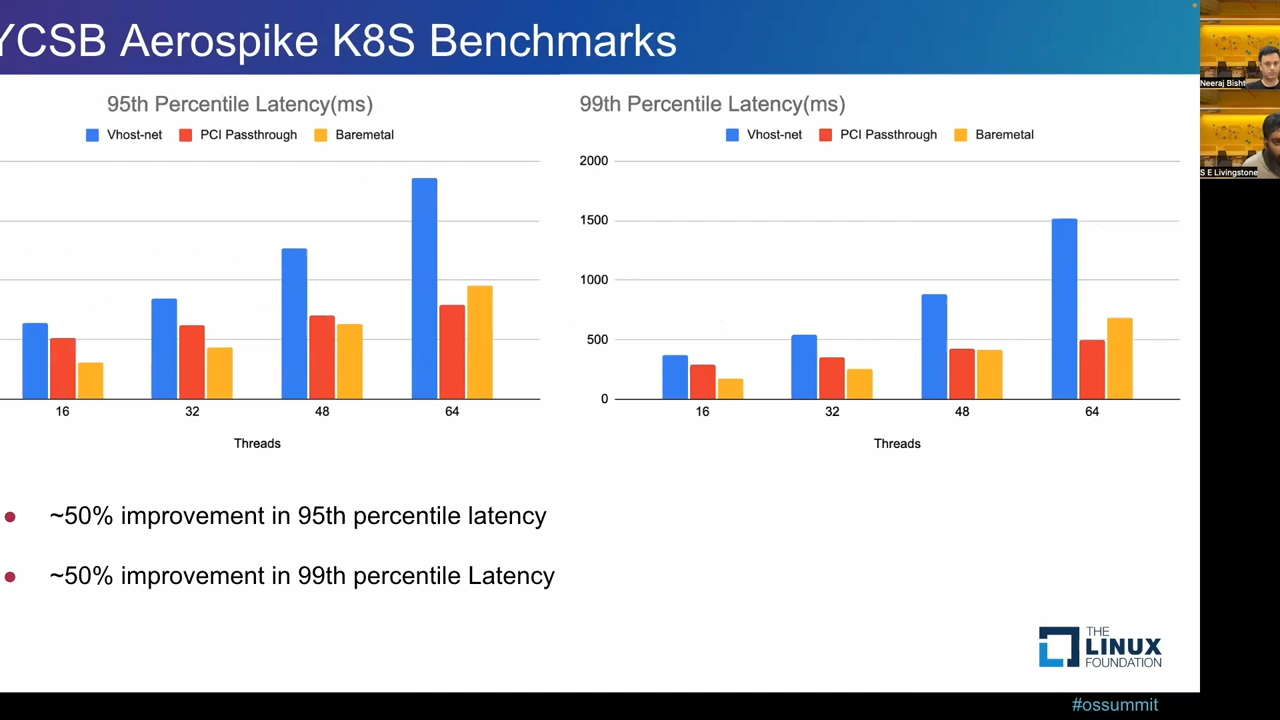 YCSB Aerospike K8S Benchmarks
95th Percentile Latency(ms)
Vhost-net PCI Passthrough Baremetal
16 32 48 64
Threads
99th Percentile Latency(ms)
Vhost-net PCI Passthrough Baremetal
2000
1500
1000
500
0
16 32 48 64
Threads
~50% improvement in 95th percentile latency
~50% improvement in 99th percentile Latency
THE
LINUX
FOUNDATION
#ossummit
Neeraj Bisht
S E Livingstone